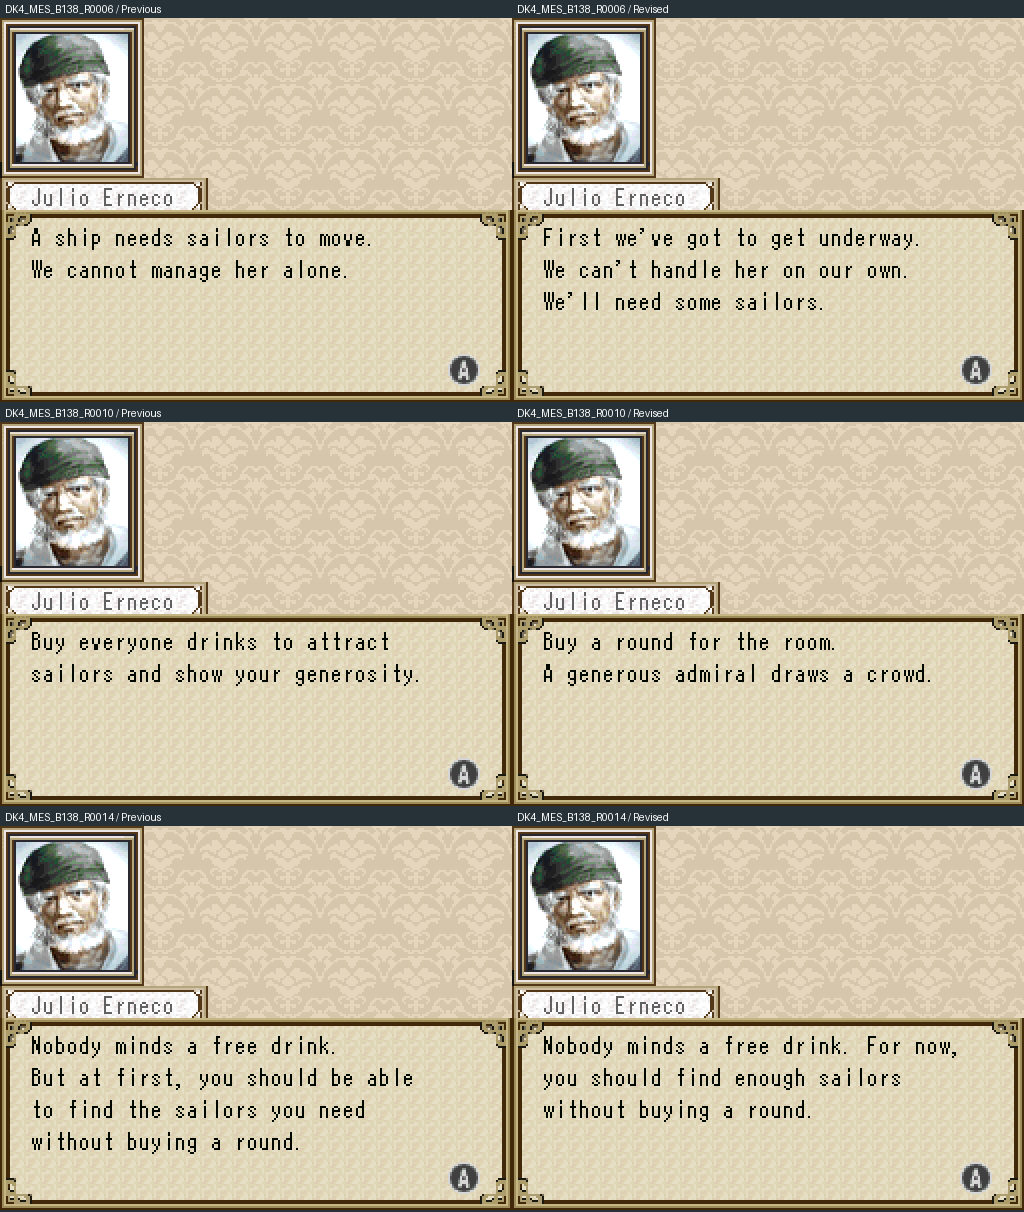 DK4_MES_B138_R0006 / Previous
Julio Erneco
A ship needs sailors to move.
We cannot manage her alone.
A
DK4_MES_B138_R0006 / Revised
Julio Erneco
First we've got to get underway.
We can't handle her on our own.
We'll need some sailors.
A
DK4_MES_B138_R0010 / Previous
Julio Erneco
Buy everyone drinks to attract
sailors and show your generosity.
A
DK4_MES_B138_R0010 / Revised
Julio Erneco
Buy a round for the room.
A generous admiral draws a crowd.
A
DK4_MES_B138_R0014 / Previous
Julio Erneco
Nobody minds a free drink.
But at first, you should be able
to find the sailors you need
without buying a round.
A
DK4_MES_B138_R0014 / Revised
Julio Erneco
Nobody minds a free drink. For now,
you should find enough sailors
without buying a round.
A